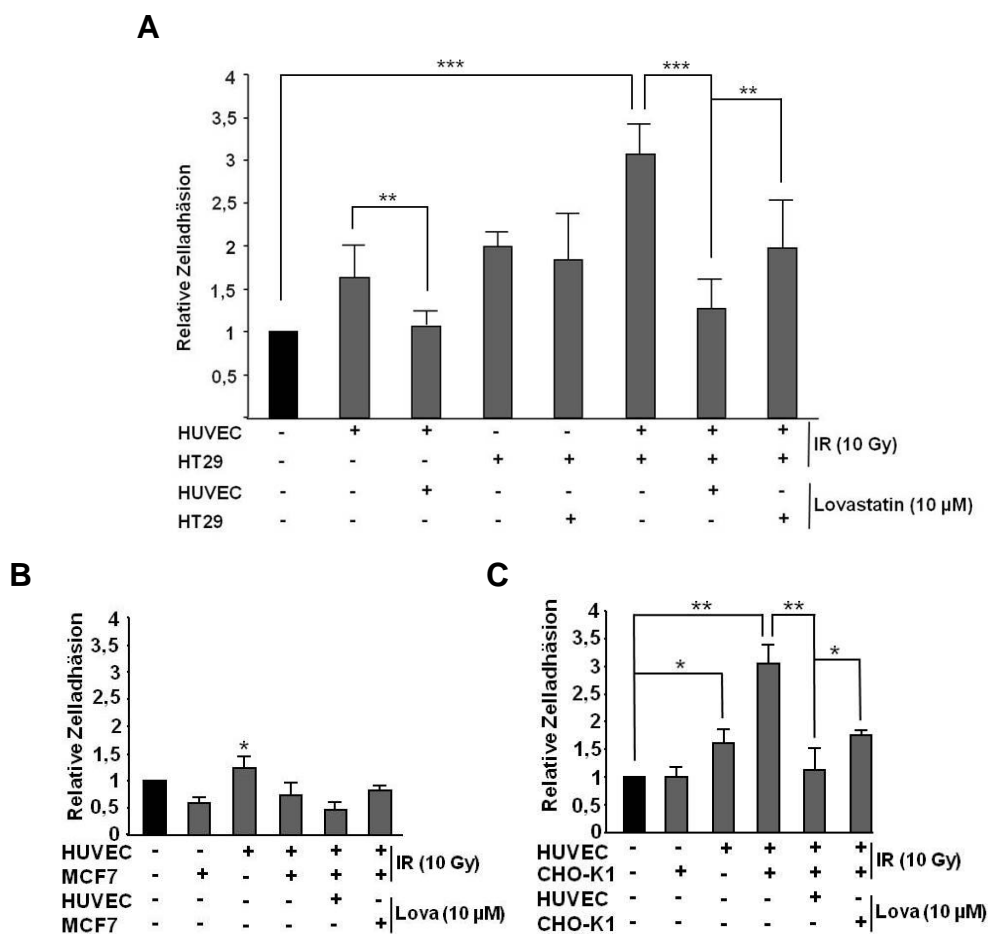 A
Relative Zelladhäsion
4
3,5
3
2,5
2
1,5
1
0,5
*** *** **
**
HUVEC - + + - - + + +
HT29 - - - + + + + +
IR (10 Gy)
HUVEC - - + - - - + -
HT29 - - - - + - - +
Lovastatin (10 µM)
B
Relative Zelladhäsion
4
3,5
3
2,5
2
1,5
1
0,5
0
*
HUVEC - - + + + +
MCF7 - + - + + +
IR (10 Gy)
HUVEC - - - - + -
MCF7 - - - - - +
Lova (10 µM)
C
Relative Zelladhäsion
4
3,5
3
2,5
2
1,5
1
0,5
0
** **
* *
HUVEC - - + + + +
CHO-K1 - + - + + +
IR (10 Gy)
HUVEC - - - - + -
CHO-K1 - - - - - +
Lova (10 µM)